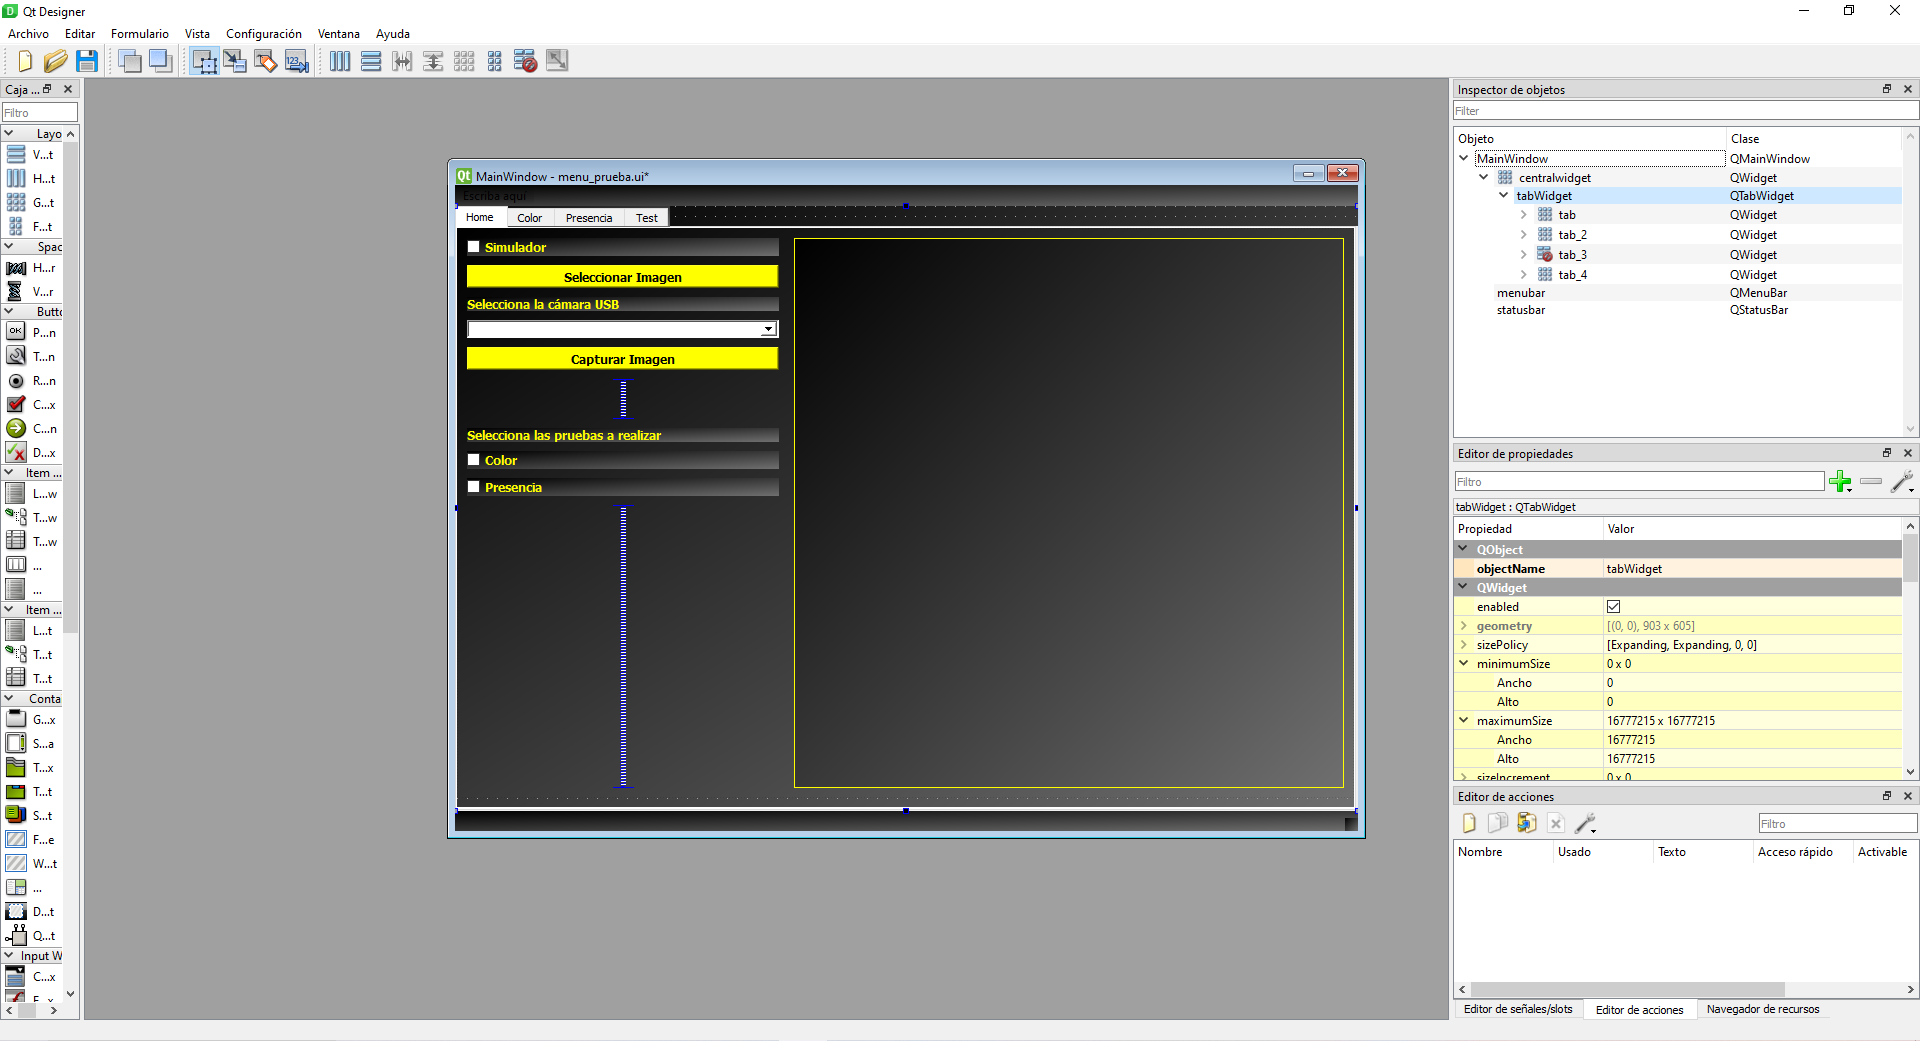 Qt Designer
Archivo Editar Formulario Vista Configuración Ventana Ayuda
Caja ...
Filtro
Layo
V...t
H...t
G...t
F...t
Spac
H...r
V...r
Butto
P...n
T...n
R...n
C...x
C...n
D...x
Item ...
L...w
T...w
T...w
...
...
Item ...
L...t
T...t
T...t
Conta
G...x
S...a
T...x
T...t
S...t
F...e
W...t
...
D...t
Q...t
Input W
C...x
F...x
MainWindow - menu_prueba.ui*
Escriba aquí
Home Color Presencia Test
Simulador
Seleccionar Imagen
Selecciona la cámara USB
Capturar Imagen
Selecciona las pruebas a realizar
Color
Presencia
Inspector de objetos
Filter
Objeto Clase
MainWindow QMainWindow
centralwidget QWidget
tabWidget QTabWidget
tab QWidget
tab_2 QWidget
tab_3 QWidget
tab_4 QWidget
menubar QMenuBar
statusbar QStatusBar
Editor de propiedades
Filtro
tabWidget : QTabWidget
Propiedad Valor
QObject
objectName tabWidget
QWidget
enabled
geometry [(0, 0), 903 x 605]
sizePolicy [Expanding, Expanding, 0, 0]
minimumSize 0 x 0
Ancho 0
Alto 0
maximumSize 16777215 x 16777215
Ancho 16777215
Alto 16777215
sizeIncrement 0 x 0
Editor de acciones
Filtro
Nombre Usado Texto Acceso rápido Activable
Editor de señales/slots Editor de acciones Navegador de recursos